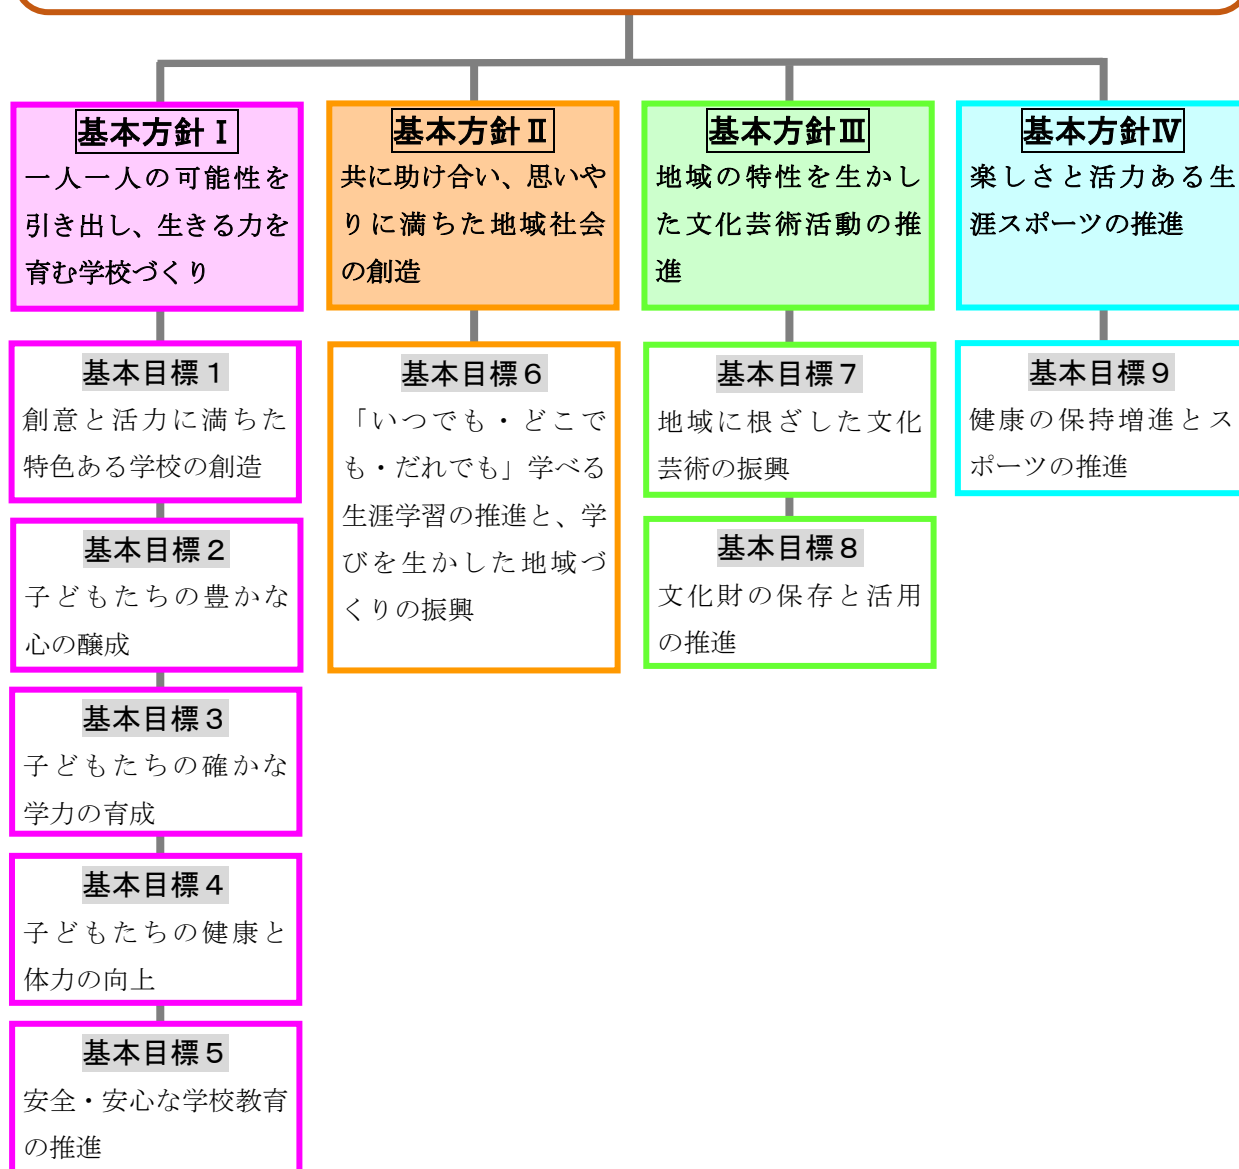 基本方針Ⅰ
一人一人の可能性を
引き出し、生きる力を
育む学校づくり
基本方針Ⅱ
共に助け合い、思いや
りに満ちた地域社会
の創造
基本方針Ⅲ
地域の特性を生かし
た文化芸術活動の推
進
基本方針Ⅳ
楽しさと活力ある生
涯スポーツの推進
基本目標１
創意と活力に満ちた
特色ある学校の創造
基本目標２
子どもたちの豊かな
心の醸成
基本目標３
子どもたちの確かな
学力の育成
基本目標４
子どもたちの健康と
体力の向上
基本目標５
安全・安心な学校教育
の推進
基本目標６
「いつでも・どこで
も・だれでも」学べる
生涯学習の推進と、学
びを生かした地域づ
くりの振興
基本目標７
地域に根ざした文化
芸術の振興
基本目標８
文化財の保存と活用
の推進
基本目標９
健康の保持増進とス
ポーツの推進